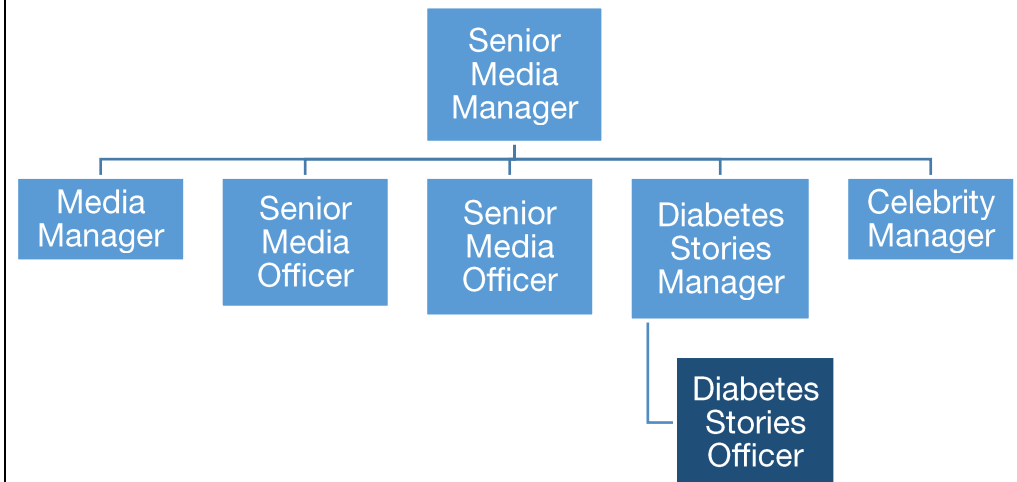 Senior
Media
Manager
Media
Manager
Senior
Media
Officer
Senior
Media
Officer
Diabetes
Stories
Manager
Celebrity
Manager
Diabetes
Stories
Officer